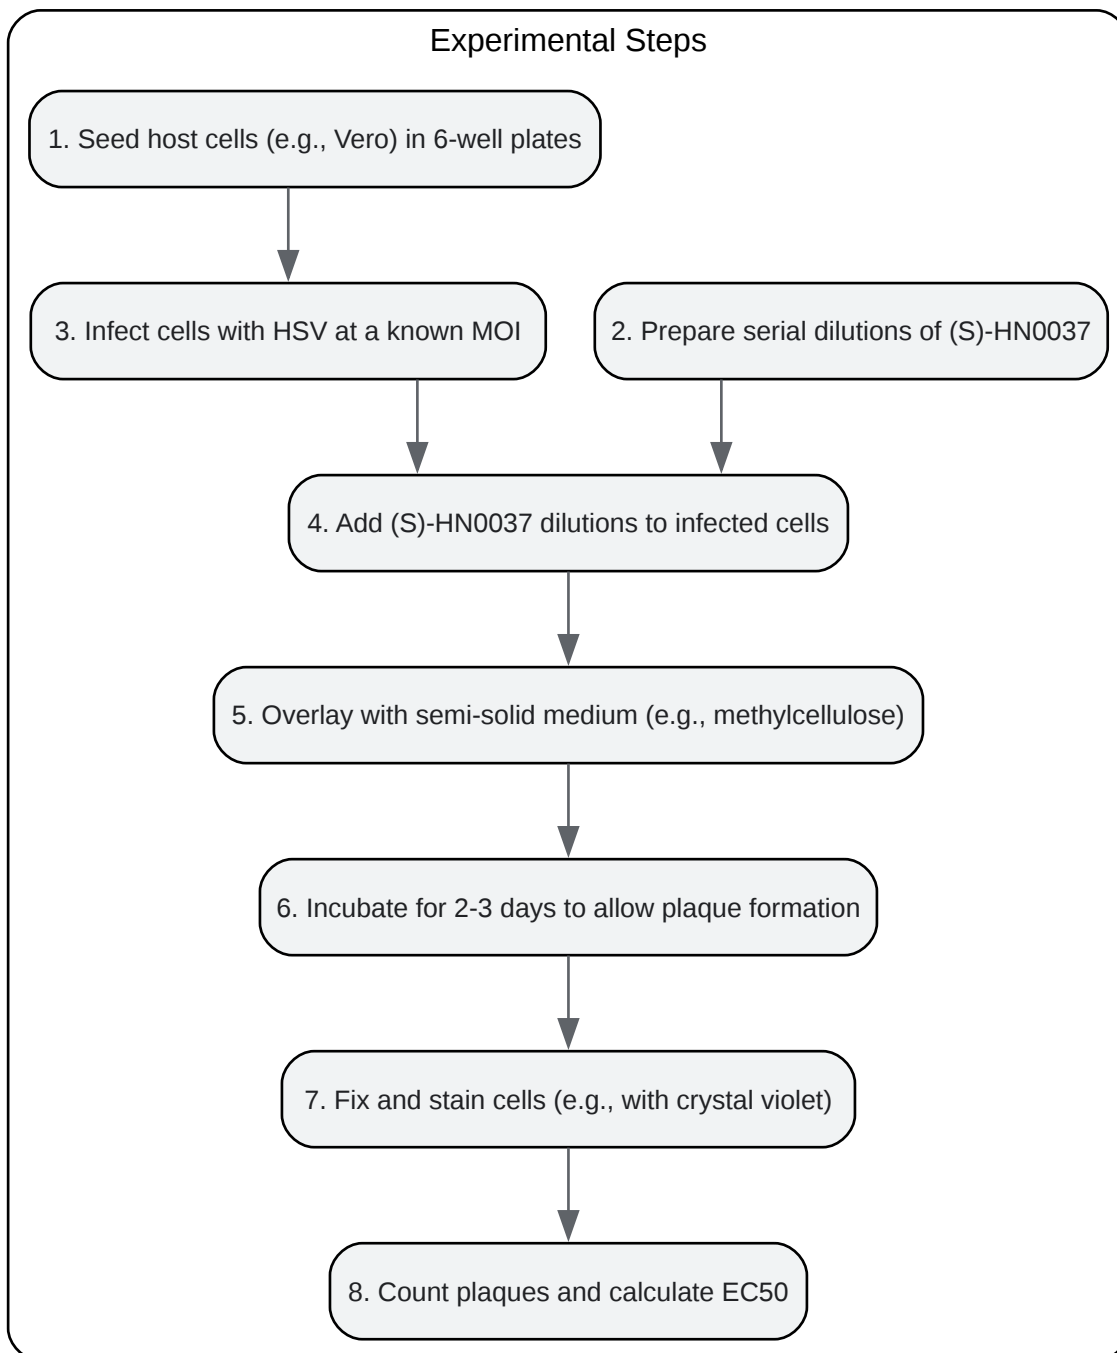 Experimental Steps
1. Seed host cells (e.g., Vero) in 6-well plates
3. Infect cells with HSV at a known MOI
2. Prepare serial dilutions of (S)-HN0037
4. Add (S)-HN0037 dilutions to infected cells
5. Overlay with semi-solid medium (e.g., methylcellulose)
6. Incubate for 2-3 days to allow plaque formation
7. Fix and stain cells (e.g., with crystal violet)
8. Count plaques and calculate EC50